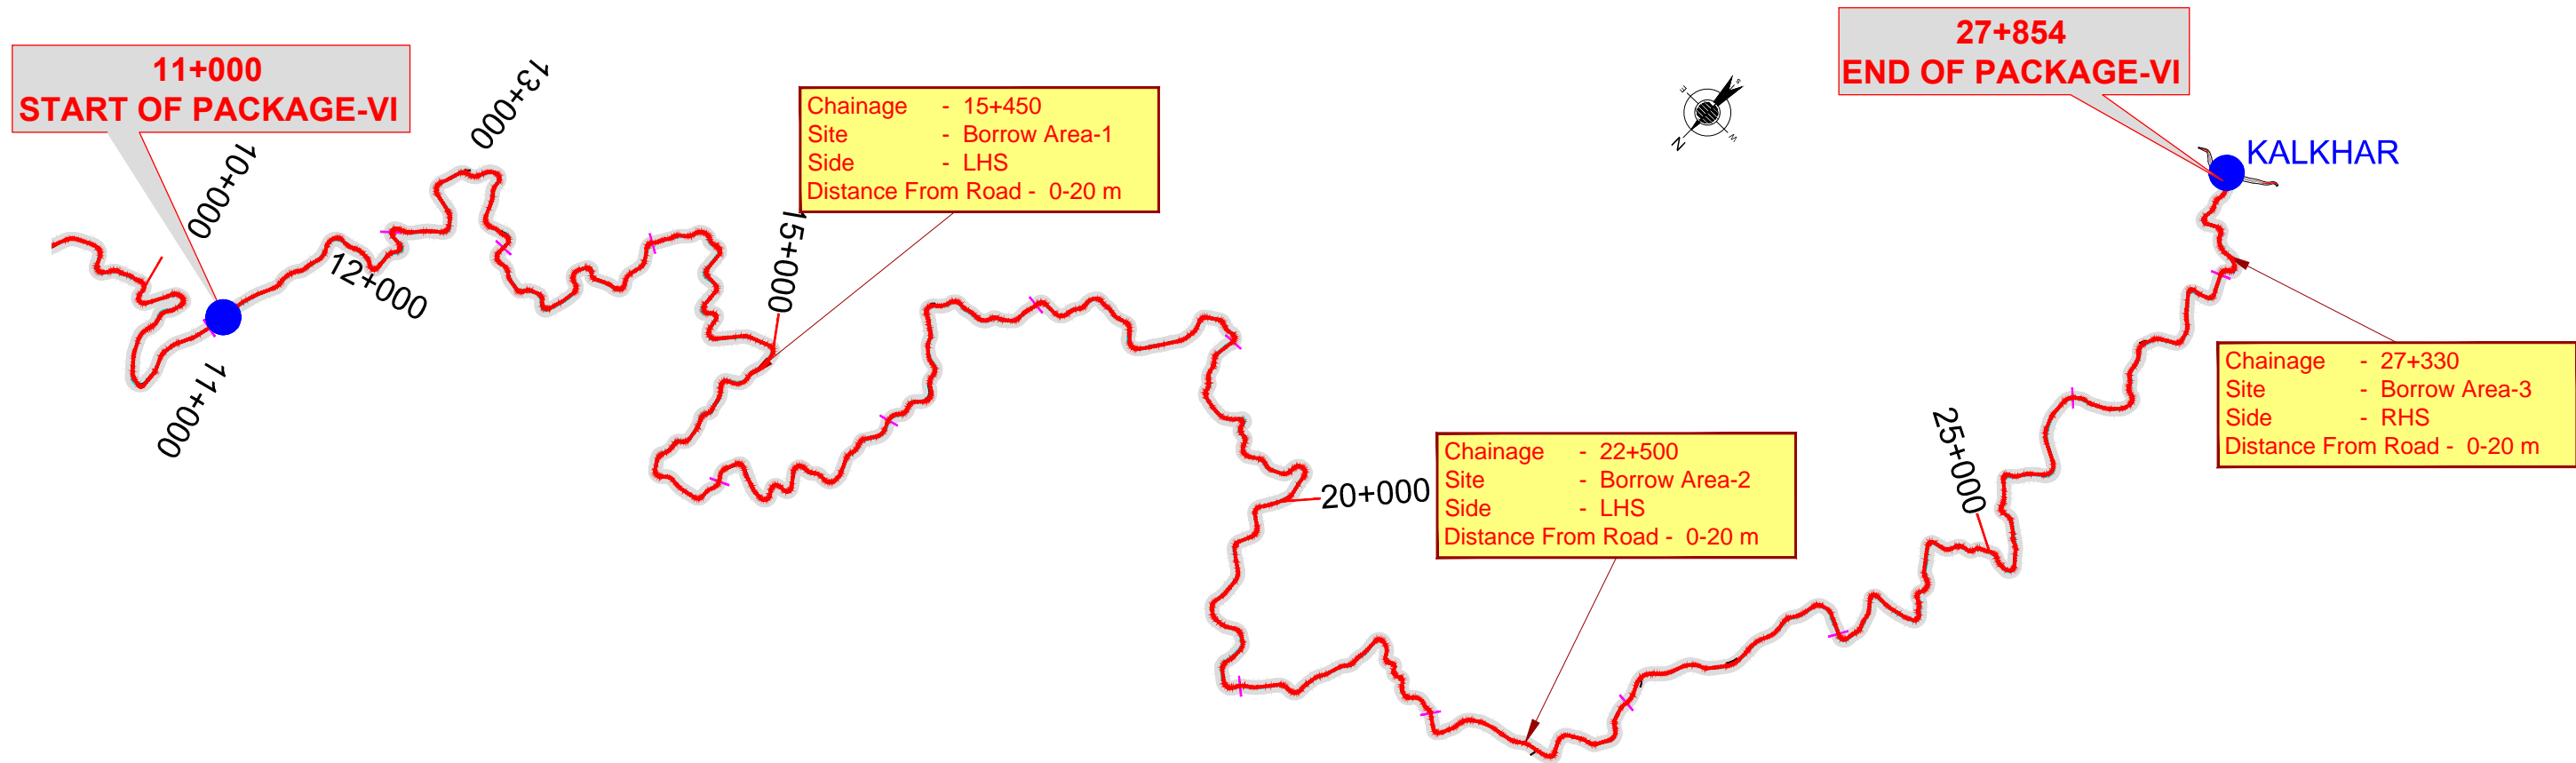 11+000
START OF PACKAGE-VI
10+000
11+000
12+000
13+000
Chainage - 15+450
Site - Borrow Area-1
Side - LHS
Distance From Road - 0-20 m
15+000
E
S
N
W
27+854
END OF PACKAGE-VI
KALKHAR
Chainage - 27+330
Site - Borrow Area-3
Side - RHS
Distance From Road - 0-20 m
Chainage - 22+500
Site - Borrow Area-2
Side - LHS
Distance From Road - 0-20 m
20+000
25+000